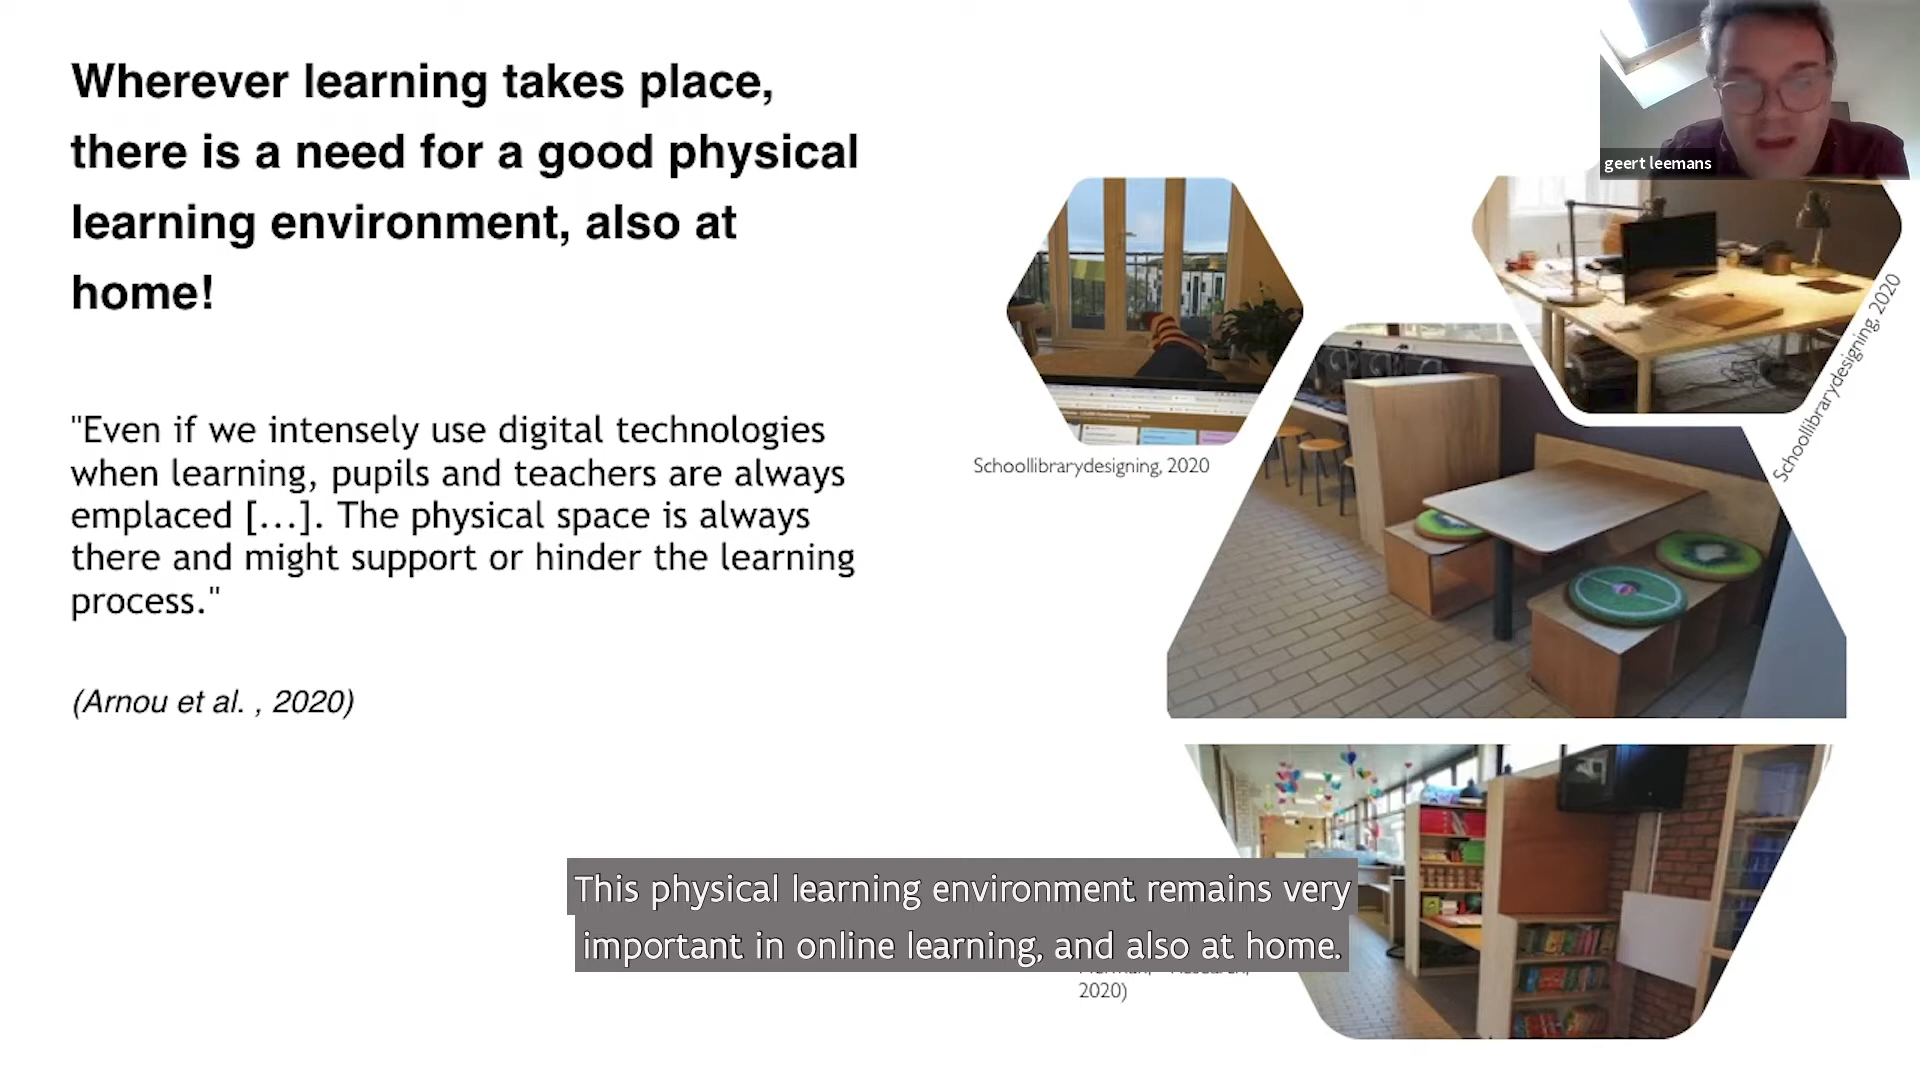 Wherever learning takes place,
there is a need for a good physical
learning environment, also at
home!
"Even if we intensely use digital technologies
when learning, pupils and teachers are always
emplaced [...]. The physical space is always
there and might support or hinder the learning
process."
(Arnou et al. , 2020)
geert leemans
Schoollibrarydesigning, 2020
Schoollibrarydesigning, 2020
This physical learning environment remains very
important in online learning, and also at home.
2020)